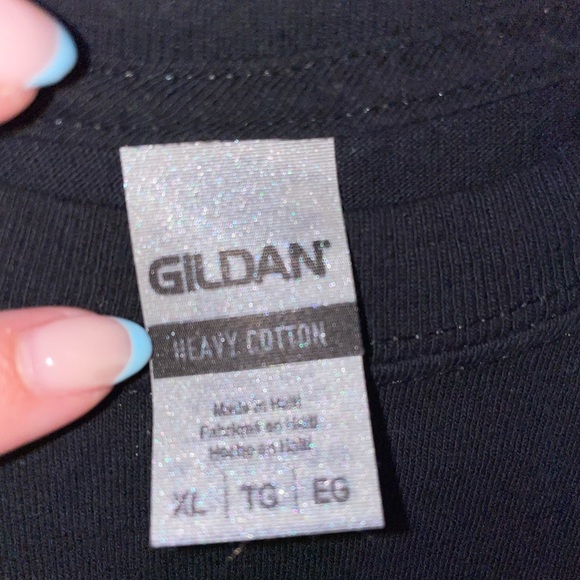 GILDAN®
HEAVY COTTON
Made in Haiti
Fabriqué en Haïti
Hecho en Haití
XL | TG | EG